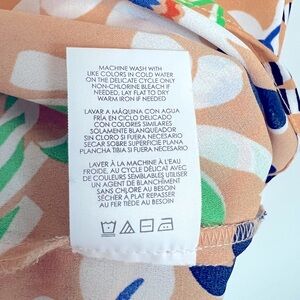 MACHINE WASH WITH
LIKE COLORS IN COLD WATER
ON THE DELICATE CYCLE ONLY
NON-CHLORINE BLEACH IF
NEEDED, LAY FLAT TO DRY
WARM IRON IF NEEDED
LAVAR A MÁQUINA CON AGUA
FRÍA EN CICLO DELICADO
CON COLORES SIMILARES
SOLAMENTE BLANQUEADOR
SIN CLORO SI FUERA NECESARIO
SECAR SOBRE SUPERFICIE PLANA
PLANCHA TIBIA SI FUERA NECESARIO
LAVER À LA MACHINE À L'EAU
FROIDE, AU CYCLE DÉLICAT AVEC
DE COULEURS SEMBLABLES UTILISER
UN AGENT DE BLANCHIMENT
SANS CHLORE AU BESOIN
SÉCHER À PLAT REPASSER
AU FER TIÈDE AU BESOIN